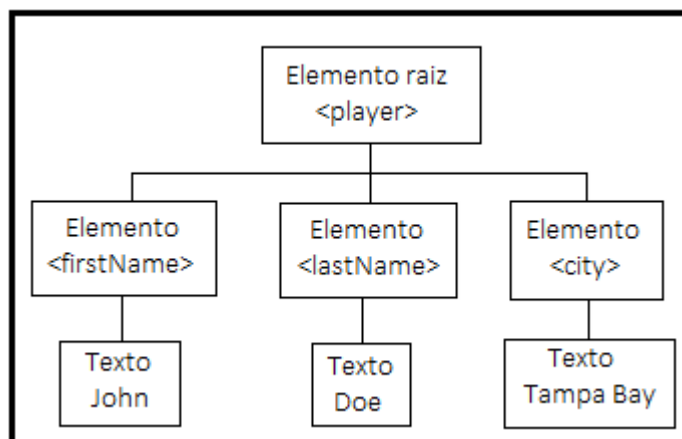 Elemento raiz
<player>
Elemento
<firstName>
Elemento
<lastName>
Elemento
<city>
Texto
John
Texto
Doe
Texto
Tampa Bay